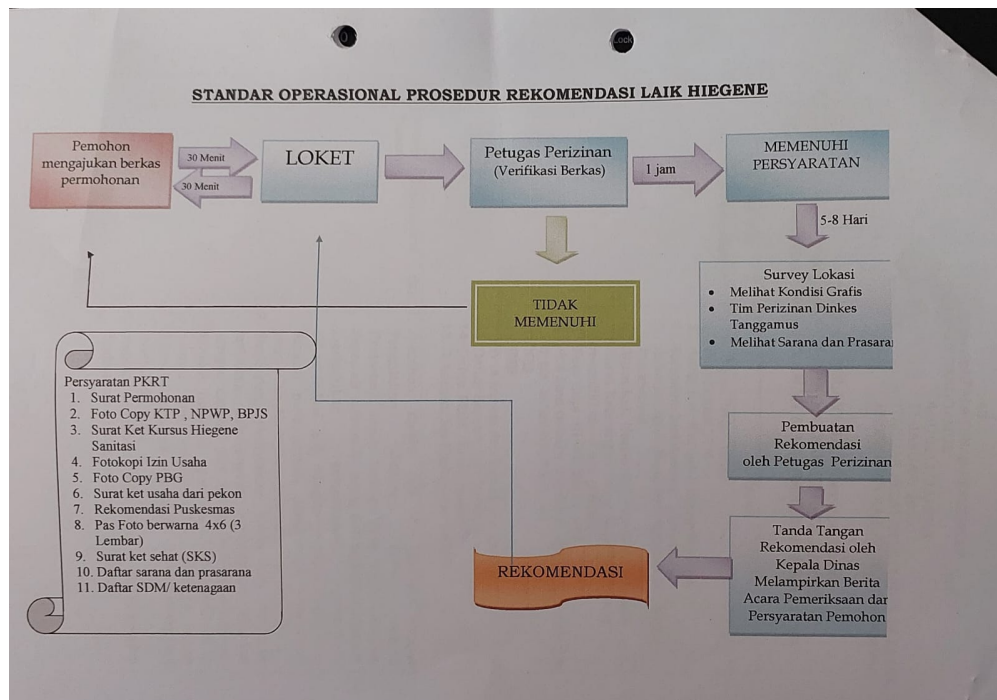 STANDAR OPERASIONAL PROSEDUR REKOMENDASI LAIK HIEGENE
Pemohon
mengajukan berkas
permohonan
30 Menit
30 Menit
LOKET
Petugas Perizinan
(Verifikasi Berkas)
1 jam
MEMENUHI
PERSYARATAN
5-8 Hari
Survey Lokasi
• Melihat Kondisi Grafis
• Tim Perizinan Dinkes
Tanggamus
• Melihat Sarana dan Prasarar
TIDAK
MEMENUHI
Persyaratan PKRT
1. Surat Permohonan
2. Foto Copy KTP , NPWP, BPJS
3. Surat Ket Kursus Hiegene
Sanitasi
4. Fotokopi Izin Usaha
5. Foto Copy PBG
6. Surat ket usaha dari pekon
7. Rekomendasi Puskesmas
8. Pas Foto berwarna 4x6 (3
Lembar)
9. Surat ket sehat (SKS)
10. Daftar sarana dan prasarana
11. Daftar SDM/ ketenagaan
Pembuatan
Rekomendasi
oleh Petugas Perizinan
Tanda Tangan
Rekomendasi oleh
Kepala Dinas
Melampirkan Berita
Acara Pemeriksaan dar
Persyaratan Pemohon
REKOMENDASI